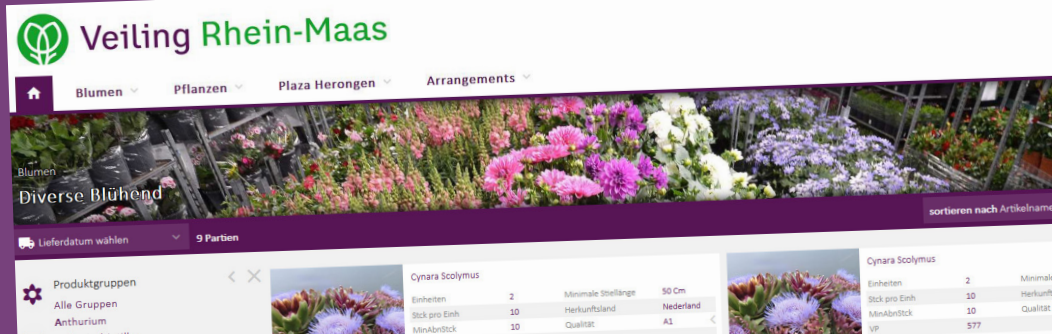 Veiling Rhein-Maas
Blumen
Pflanzen
Plaza Herongen
Arrangements
Blumen
Diverse Blühend
Lieferdatum wählen
9 Partien
sortieren nach Artikelname
Produktgruppen
Alle Gruppen
Anthurium
Cynara Scolymus
Einheiten 2 Minimale Stiellänge 50 Cm
Stck pro Einh 10 Herkunftsland Nederland
MinAbnStck 10 Qualität A1
Cynara Scolymus
Einheiten 2
Stck pro Einh 10
MinAbnStck 10 Qualität
VP 577